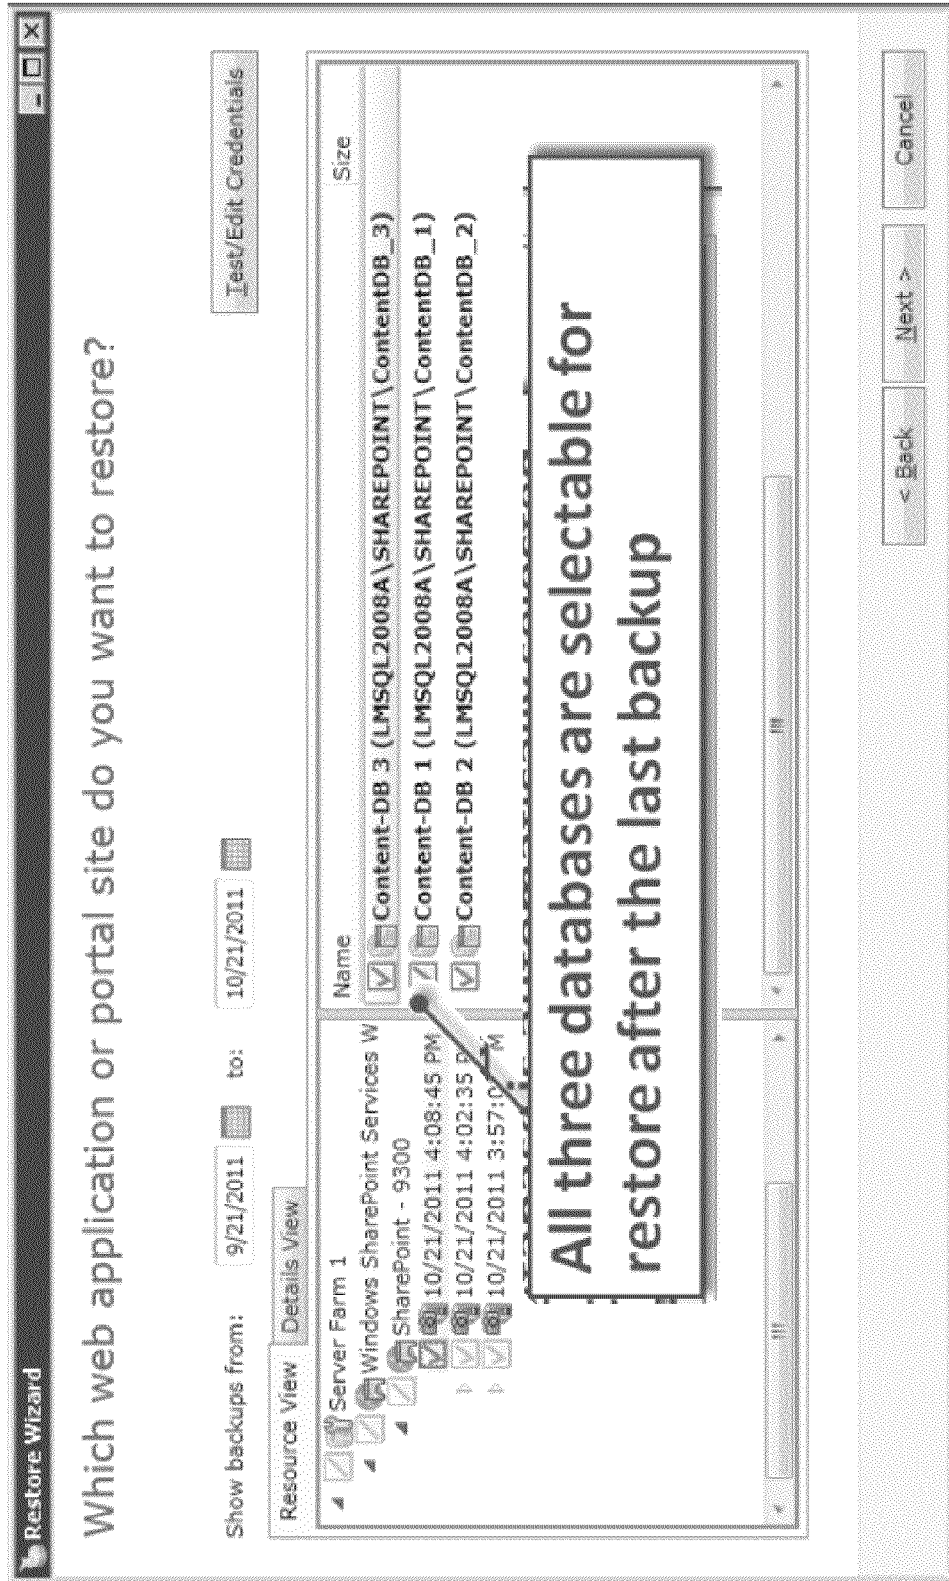 Restore Wizard
Which web application or portal site do you want to restore?
Show backups from: 9/21/2011 to: 10/21/2011
Test/Edit Credentials
Resource View Details View
Server Farm 1
Windows SharePoint Services W
SharePoint - 9300
10/21/2011 4:08:45 PM
10/21/2011 4:02:35 P
10/21/2011 3:57:0 M
Name Size
Content-DB 3 (LMSQL2008A\SHAREPOINT\ContentDB_3)
Content-DB 1 (LMSQL2008A\SHAREPOINT\ContentDB_1)
Content-DB 2 (LMSQL2008A\SHAREPOINT\ContentDB_2)
All three databases are selectable for
restore after the last backup
< Back Next > Cancel